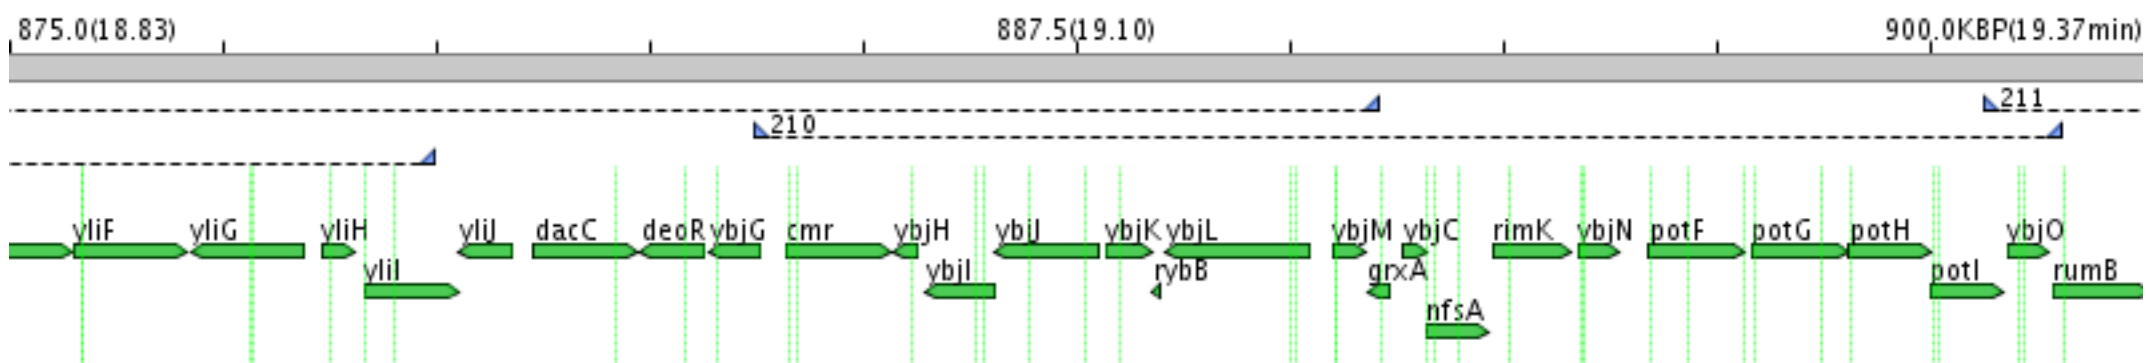 875.0(18.83) 887.5(19.10) 900.0KBP(19.37min)
211
210
yliF yliG yliH yliJ dacC deoR ybjG cmr ybjH ybjJ ybjK ybjL ybjM ybjC rimK ybjN potF potG potH ybjO
yliI ybjI rybB grxA potI rumB
nfsA